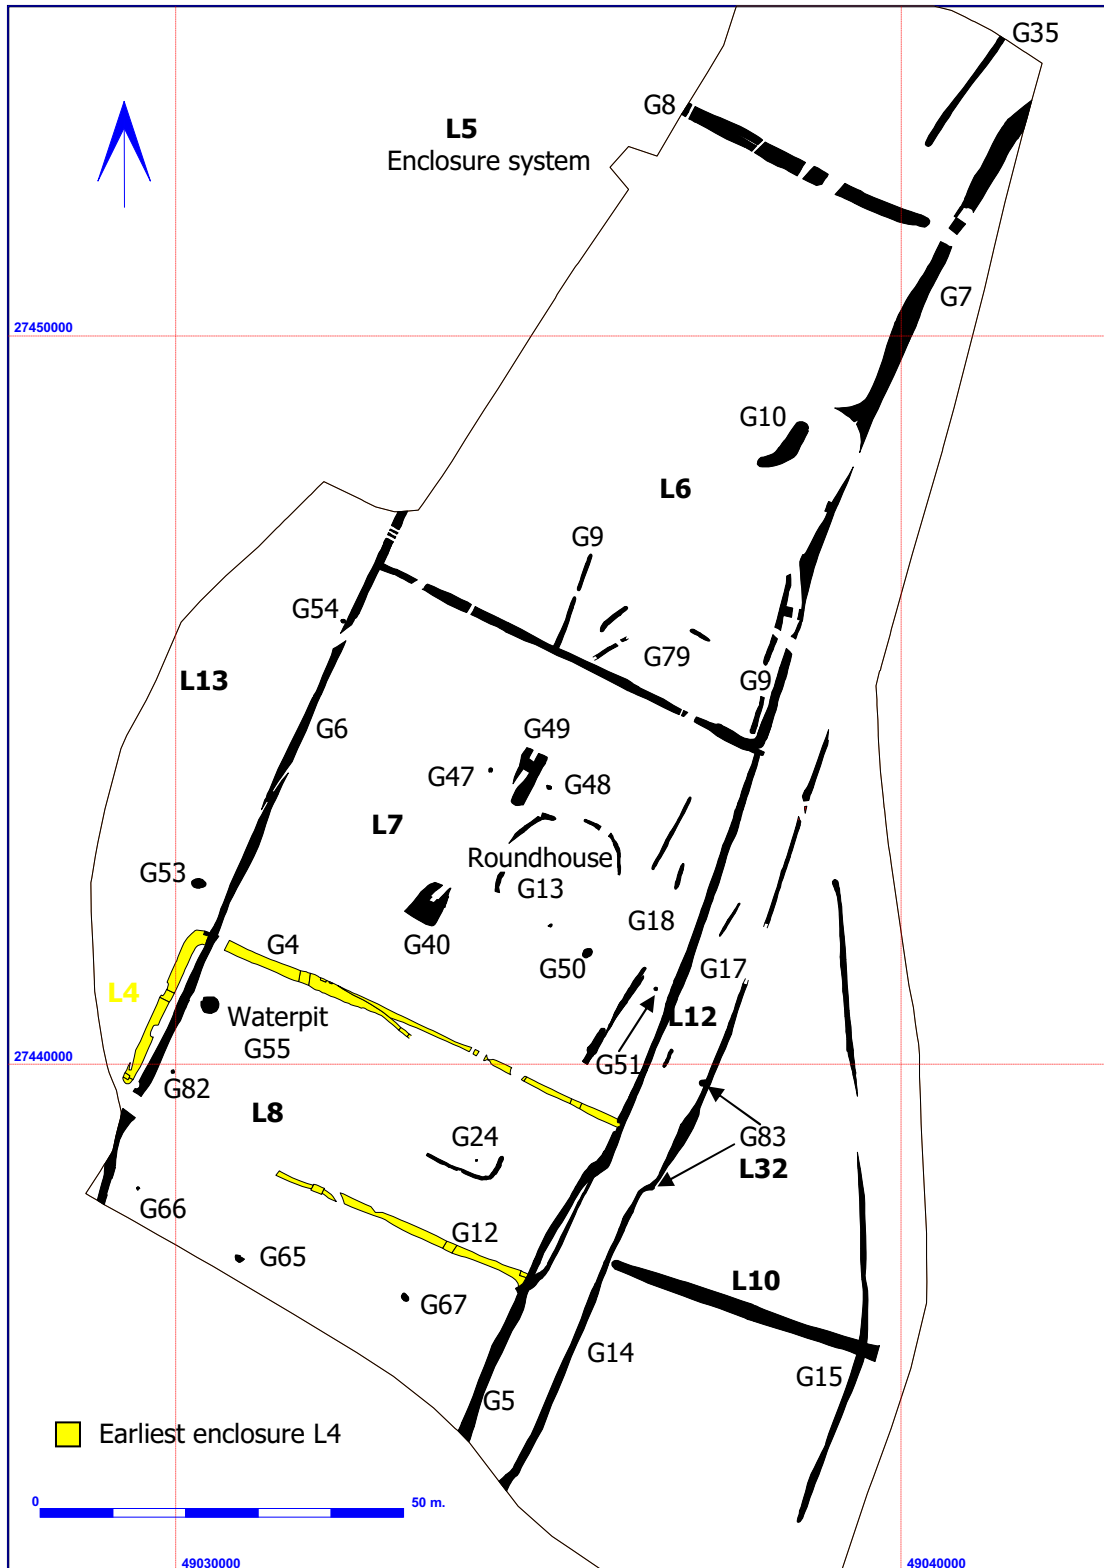 G35
G8
L5
Enclosure system
G7
27450000
G10
L6
G9
G54
G79
L13
G9
G6
G49
G47
G48
L7
Roundhouse
G53
G13
G18
G4
G40
G50
G17
L4
Waterpit
L12
G55
27440000
G51
G82
L8
G83
G24
L32
G66
G12
G65
L10
G67
G14
G15
G5
Earliest enclosure L4
0
50 m.
49030000
49040000